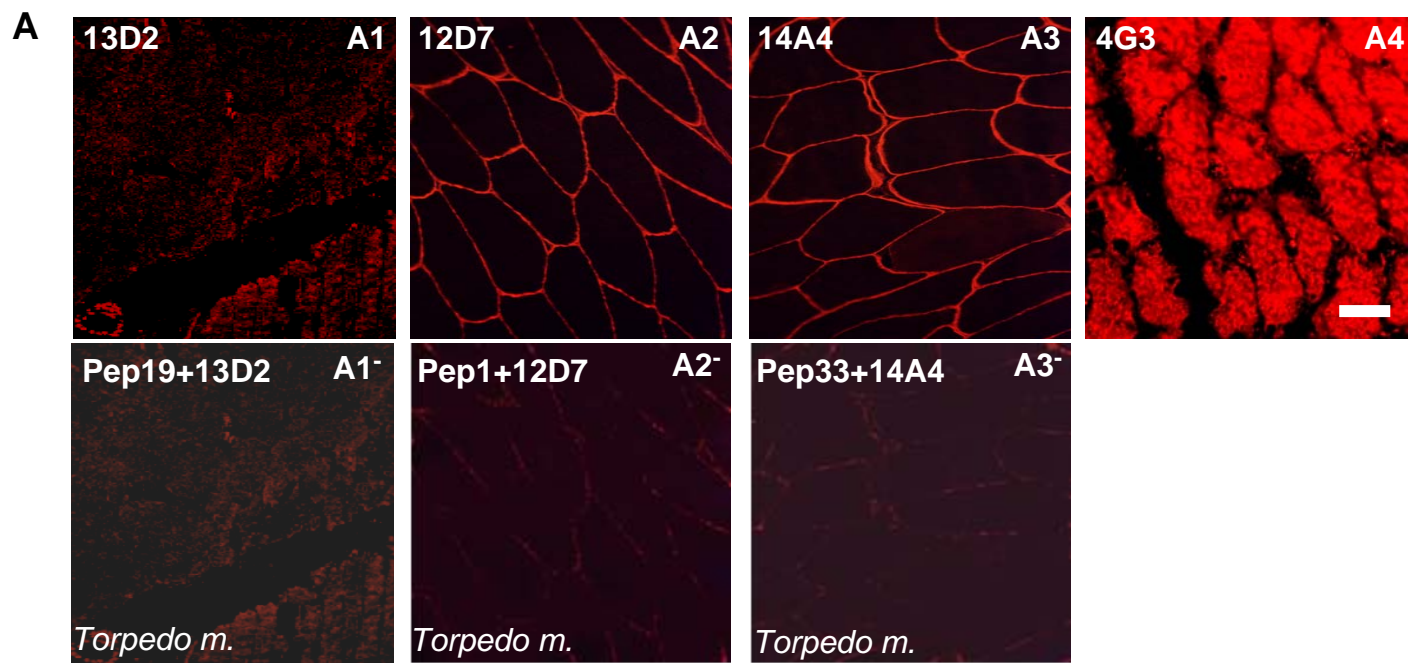 A
13D2 A1
12D7 A2
14A4 A3
4G3 A4
Pep19+13D2 A1-
Pep1+12D7 A2-
Pep33+14A4 A3-
Torpedo m.
Torpedo m.
Torpedo m.